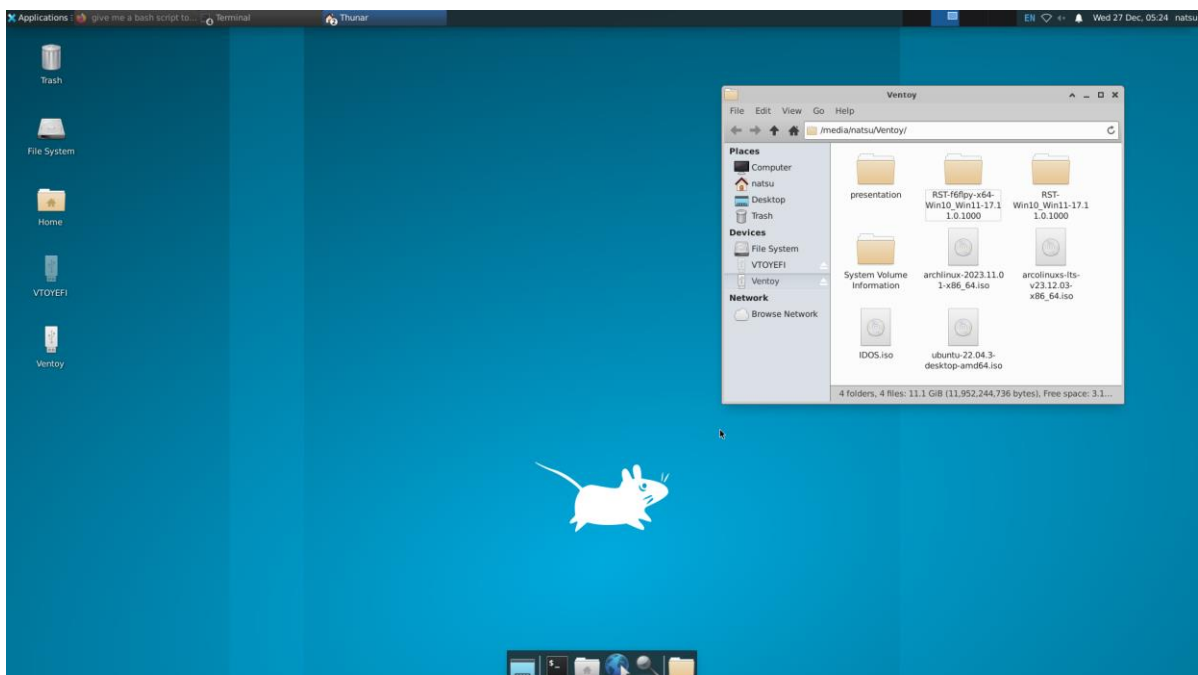 Applications
give me a bash script to...
4
Terminal
2
Thunar
EN
Wed 27 Dec, 05:24
natsu
Trash
File System
Home
VTOYEFI
Ventoy
Ventoy
File Edit View Go Help
/media/natsu/Ventoy/
Places
Computer
natsu
Desktop
Trash
Devices
File System
VTOYEFI
Ventoy
Network
Browse Network
presentation
RST-f6flpy-x64-
Win10_Win11-17.1
1.0.1000
RST-
Win10_Win11-17.1
1.0.1000
System Volume
Information
archlinux-2023.11.0
1-x86_64.iso
arcolinuxs-lts-
v23.12.03-
x86_64.iso
IDOS.iso
ubuntu-22.04.3-
desktop-amd64.iso
4 folders, 4 files: 11.1 GiB (11,952,244,736 bytes), Free space: 3.1...
$_